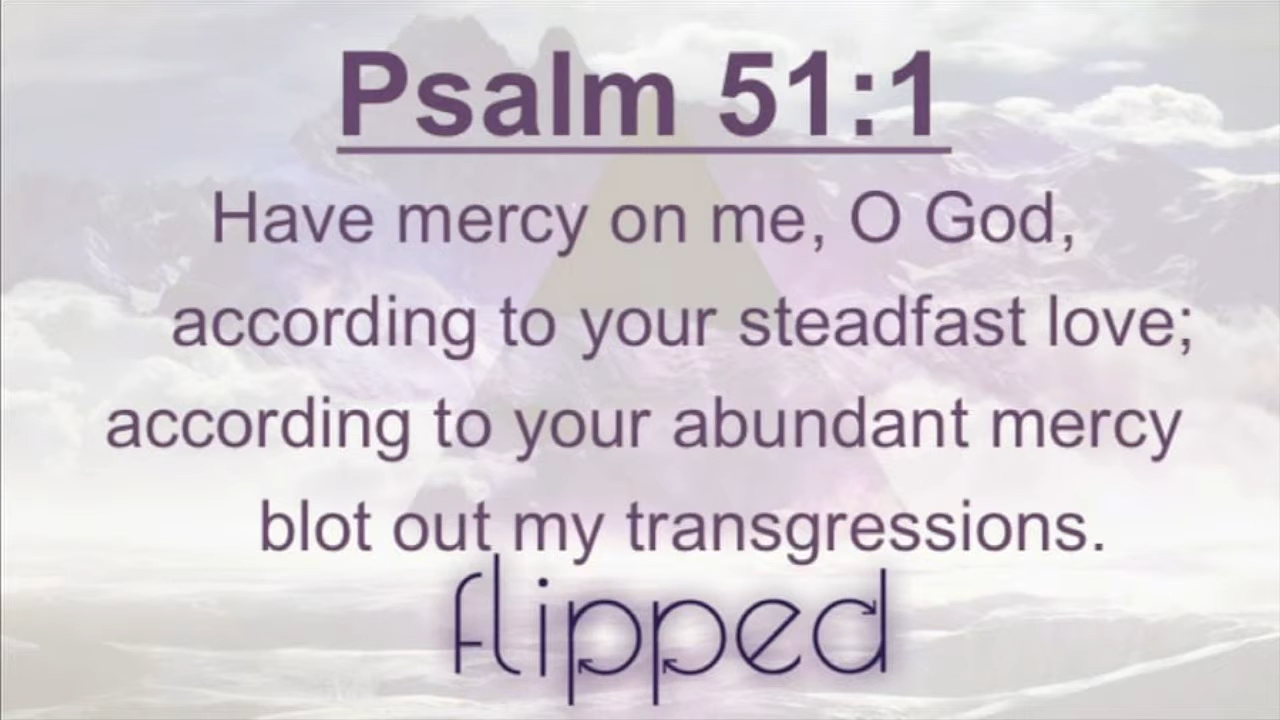 Psalm 51:1
Have mercy on me, O God,
according to your steadfast love;
according to your abundant mercy
blot out my transgressions.
flipped